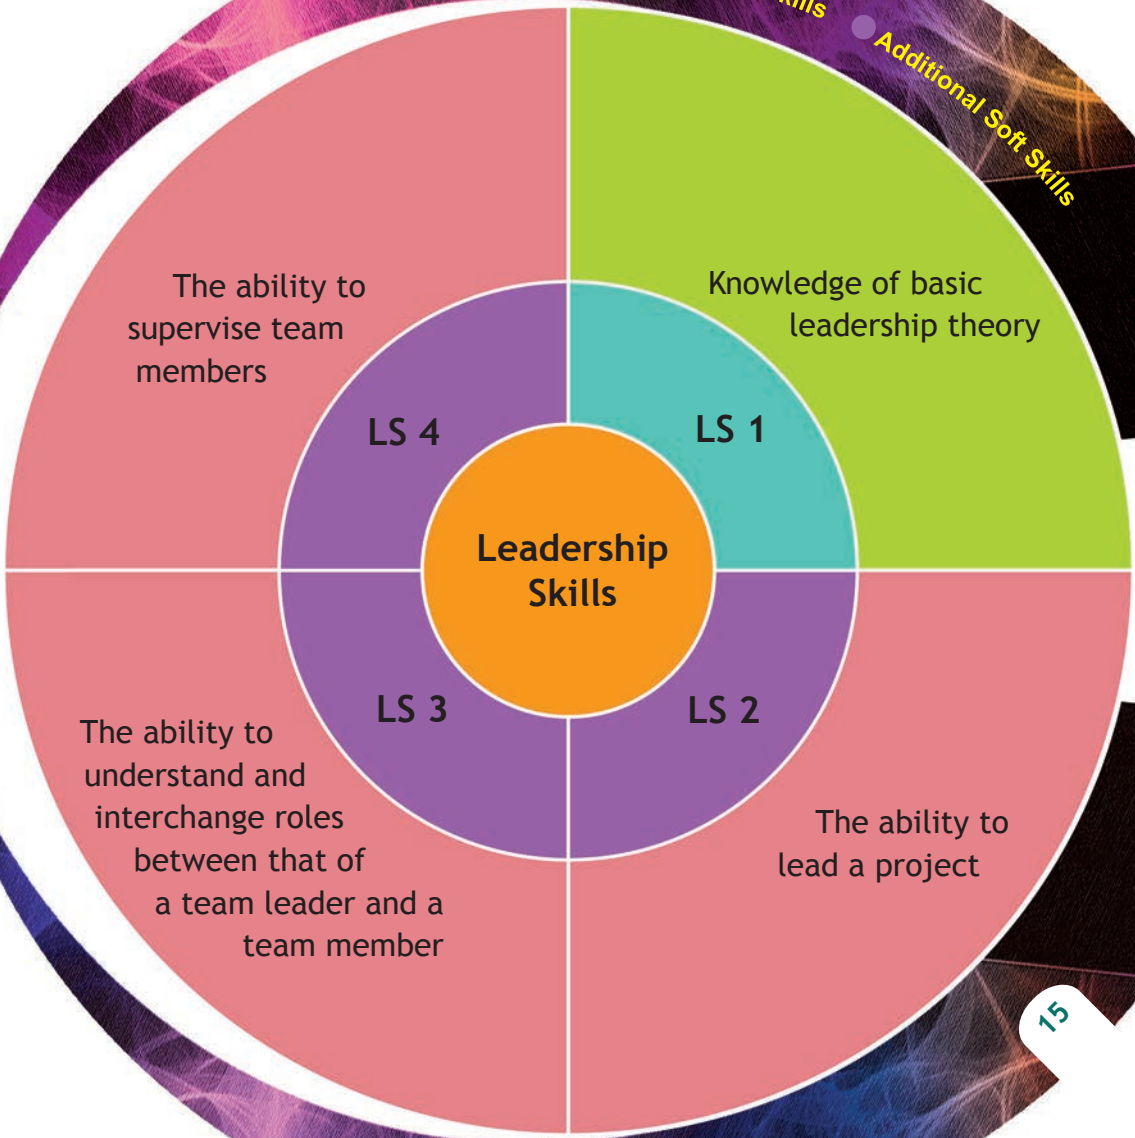 Additional Soft Skills
The ability to
supervise team
members
Knowledge of basic
leadership theory
LS 4
LS 1
Leadership
Skills
LS 3
LS 2
The ability to
understand and
interchange roles
between that of
a team leader and a
team member
The ability to
lead a project
15